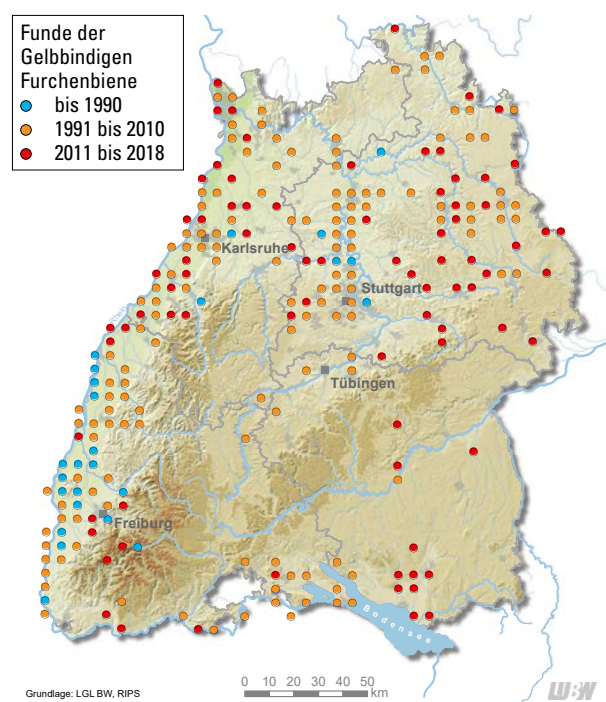 Funde der
Gelbbindigen
Furchenbiene
bis 1990
1991 bis 2010
2011 bis 2018
Karlsruhe
Stuttgart
Rhein
Tübingen
Freiburg
Bodensee
0 10 20 30 40 50
km
Grundlage: LGL BW, RIPS
LUBW